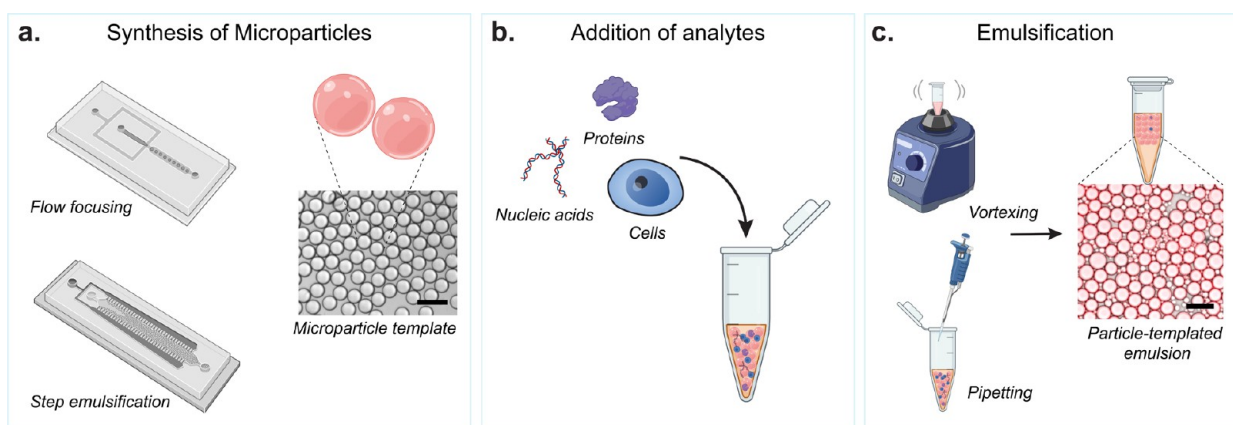 a. Synthesis of Microparticles
Flow focusing
Step emulsification
Microparticle template
b. Addition of analytes
Proteins
Nucleic acids
Cells
c. Emulsification
Vortexing
Pipetting
Particle-templated
emulsion